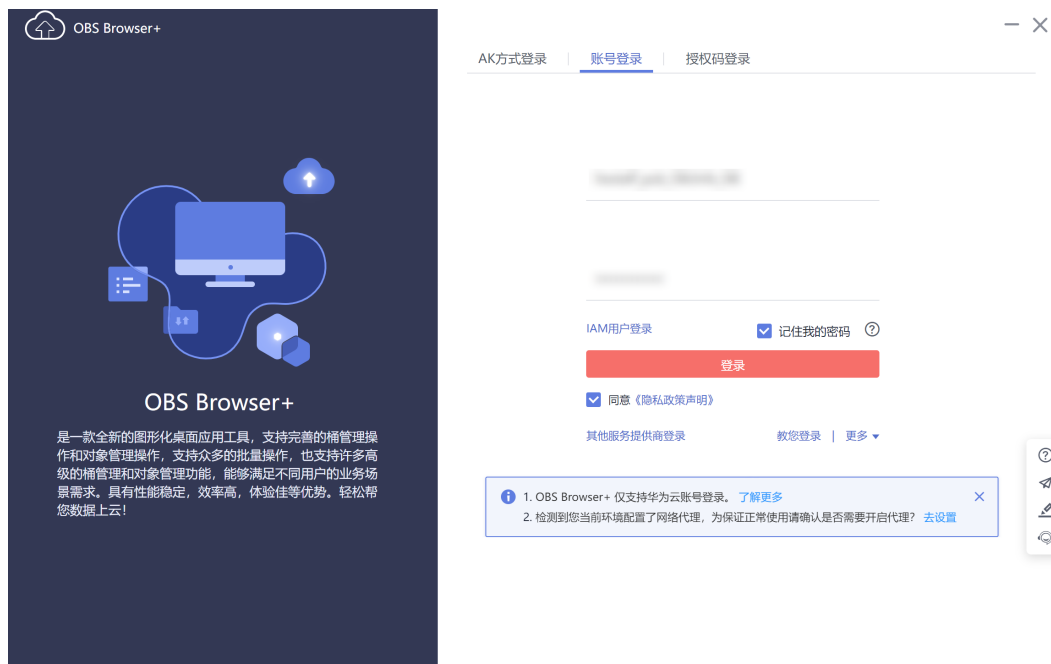 OBS Browser+
AK方式登录
账号登录
授权码登录
IAM用户登录
记住我的密码
登录
同意《隐私政策声明》
其他服务提供商登录
教您登录 | 更多
OBS Browser+
是一款全新的图形化桌面应用工具，支持完善的桶管理操
作和对象管理操作，支持众多的批量操作，也支持许多高
级的桶管理和对象管理功能，能够满足不同用户的业务场
景需求。具有性能稳定，效率高，体验佳等优势。轻松帮
您数据上云！
1. OBS Browser+ 仅支持华为云账号登录。 了解更多
2. 检测到您当前环境配置了网络代理，为保证正常使用请确认是否需要开启代理？ 去设置